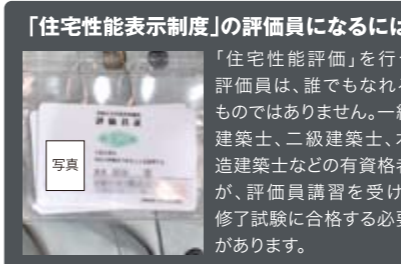 「住宅性能表示制度」の評価員になるには
「住宅性能評価」を行
評価員は、誰でもなれ
ものではありません。一
建築士、二級建築士、
造建築士などの有資格
が、評価員講習を受け
修了試験に合格する必
があります。
写真